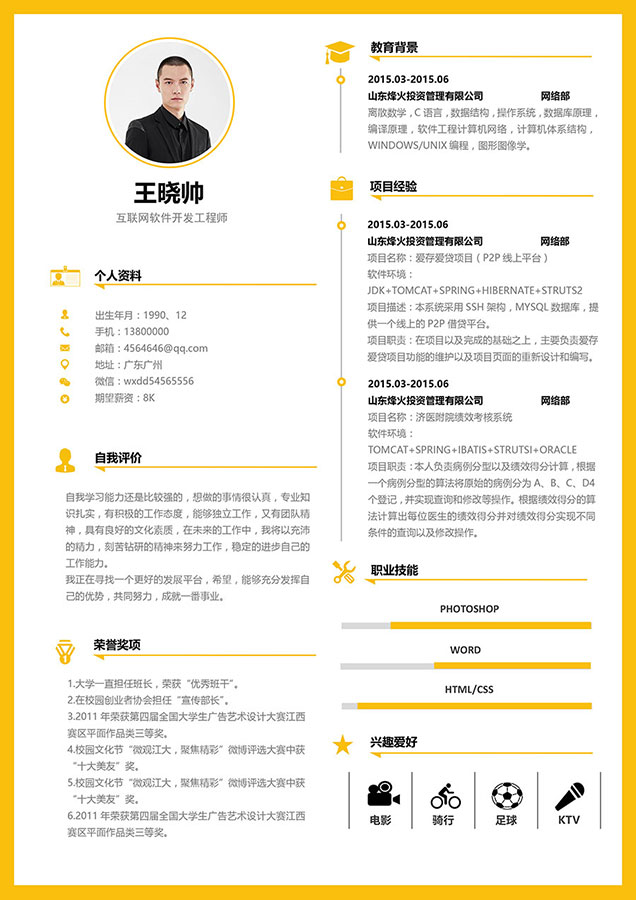 王晓帅
互联网软件开发工程师
个人资料
出生年月：1990、12
手机：13800000
邮箱：4564646@qq.com
地址：广东广州
微信：wxdd54565556
期望薪资：8K
自我评价
自我学习能力还是比较强的，想做的事情很认真，专业知
识扎实，有积极的工作态度，能够独立工作，又有团队精
神，具有良好的文化素质，在未来的工作中，我将以充沛
的精力，刻苦钻研的精神来努力工作，稳定的进步自己的
工作能力。
我正在寻找一个更好的发展平台，希望，能够充分发挥自
己的优势，共同努力，成就一番事业。
荣誉奖项
1.大学一直担任班长，荣获“优秀班干”。
2.在校园创业者协会担任“宣传部长”。
3.2011 年荣获第四届全国大学生广告艺术设计大赛江西
赛区平面作品类三等奖。
4.校园文化节“微观江大，聚焦精彩”微博评选大赛中获
“十大美友”奖。
5.校园文化节“微观江大，聚焦精彩”微博评选大赛中获
“十大美友”奖。
6.2011 年荣获第四届全国大学生广告艺术设计大赛江西
赛区平面作品类三等奖。
教育背景
2015.03-2015.06
山东烽火投资管理有限公司 网络部
离散数学，C 语言，数据结构，操作系统，数据库原理，
编译原理，软件工程计算机网络，计算机体系结构，
WINDOWS/UNIX 编程，图形图像学。
项目经验
2015.03-2015.06
山东烽火投资管理有限公司 网络部
项目名称：爱存爱贷项目（P2P 线上平台）
软件环境：
JDK+TOMCAT+SPRING+HIBERNATE+STRUTS2
项目描述：本系统采用 SSH 架构，MYSQL 数据库，提
供一个线上的 P2P 借贷平台。
项目职责：在项目以及完成的基础之上，主要负责爱存
爱贷项目功能的维护以及项目页面的重新设计和编写。
2015.03-2015.06
山东烽火投资管理有限公司 网络部
项目名称：济医附院绩效考核系统
软件环境：
TOMCAT+SPRING+IBATIS+STRUTSI+ORACLE
项目职责：本人负责病例分型以及绩效得分计算，根据
一个病例分型的算法将原始的病例分为 A、B、C、D4
个登记，并实现查询和修改等操作。根据绩效得分的算
法计算出每位医生的绩效得分并对绩效得分实现不同
条件的查询以及修改操作。
职业技能
PHOTOSHOP
WORD
HTML/CSS
兴趣爱好
电影 骑行 足球 KTV